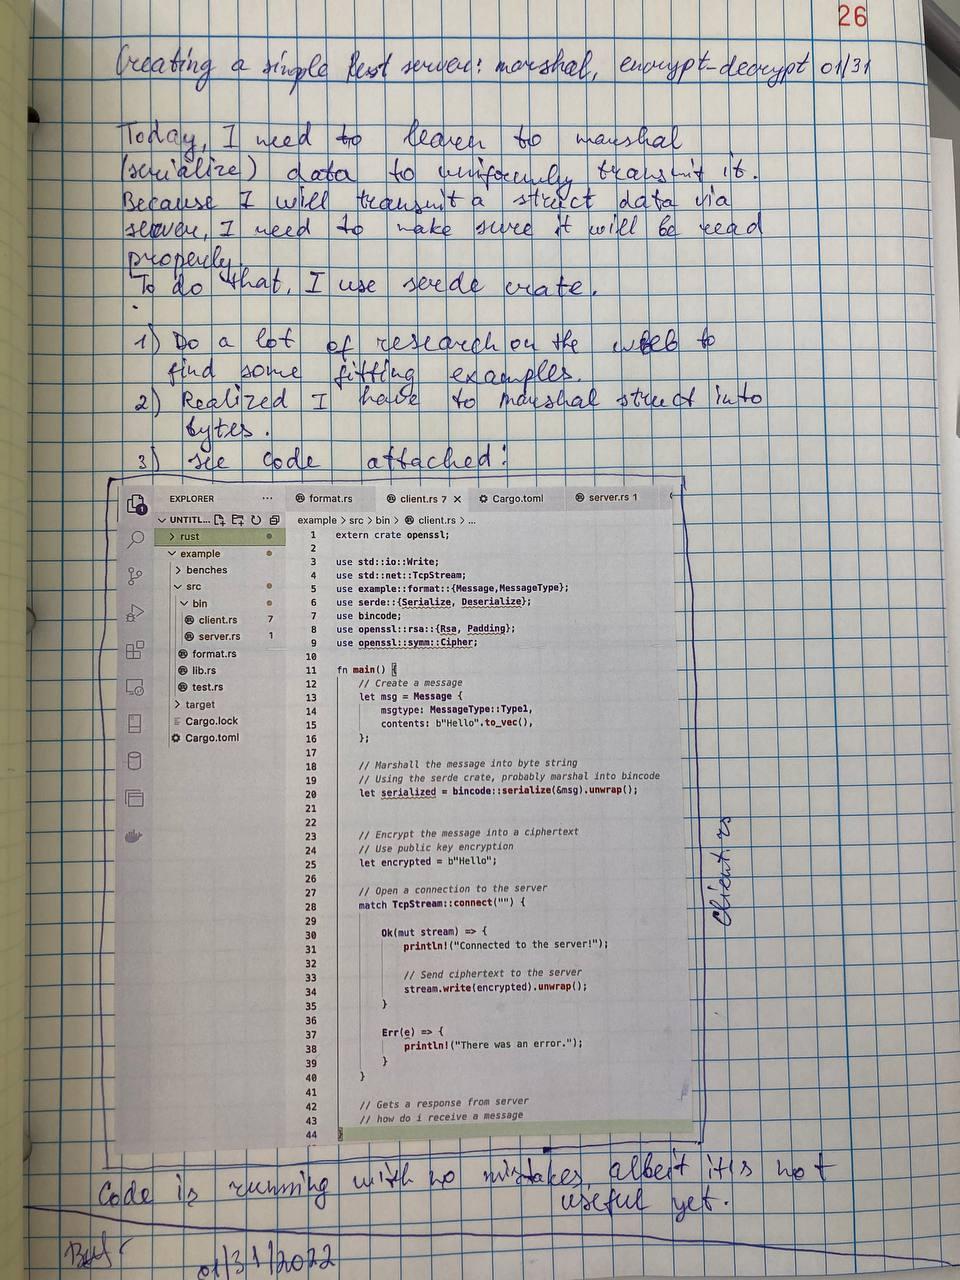 26
Creating a simple Rust server: marshal, encrypt-decrypt 01/31
Today, I need to learn to marshal
(serialize) data to uniformly transmit it.
Because I will transmit a struct data via
server, I need to make sure it will be read
properly.
To do that, I use serde crate.
1) Do a lot of research on the web to
find some fitting examples.
2) Realized I have to marshal struct into
bytes.
3) see code attached:
EXPLORER ...
UNTITL...
> rust
example
> benches
src
bin
client.rs 7
server.rs 1
format.rs
lib.rs
test.rs
> target
Cargo.lock
Cargo.toml
format.rs client.rs 7 × Cargo.toml server.rs 1
example > src > bin > client.rs > ...
1 extern crate openssl;
2
3 use std::io::Write;
4 use std::net::TcpStream;
5 use example::format::{Message,MessageType};
6 use serde::{Serialize, Deserialize};
7 use bincode;
8 use openssl::rsa::{Rsa, Padding};
9 use openssl::symm::Cipher;
10
11 fn main() {
12 // Create a message
13 let msg = Message {
14 msgtype: MessageType::Type1,
15 contents: b"Hello".to_vec(),
16 };
17
18 // Marshall the message into byte string
19 // Using the serde crate, probably marshal into bincode
20 let serialized = bincode::serialize(&msg).unwrap();
21
22
23 // Encrypt the message into a ciphertext
24 // Use public key encryption
25 let encrypted = b"Hello";
26
27 // Open a connection to the server
28 match TcpStream::connect("") {
29
30 Ok(mut stream) => {
31 println!("Connected to the server!");
32
33 // Send ciphertext to the server
34 stream.write(encrypted).unwrap();
35 }
36
37 Err(e) => {
38 println!("There was an error.");
39 }
40 }
41
42 // Gets a response from server
43 // how do i receive a message
44 }
client.rs
Code is running with no mistakes, albeit it is not
useful yet.
01/31/2022